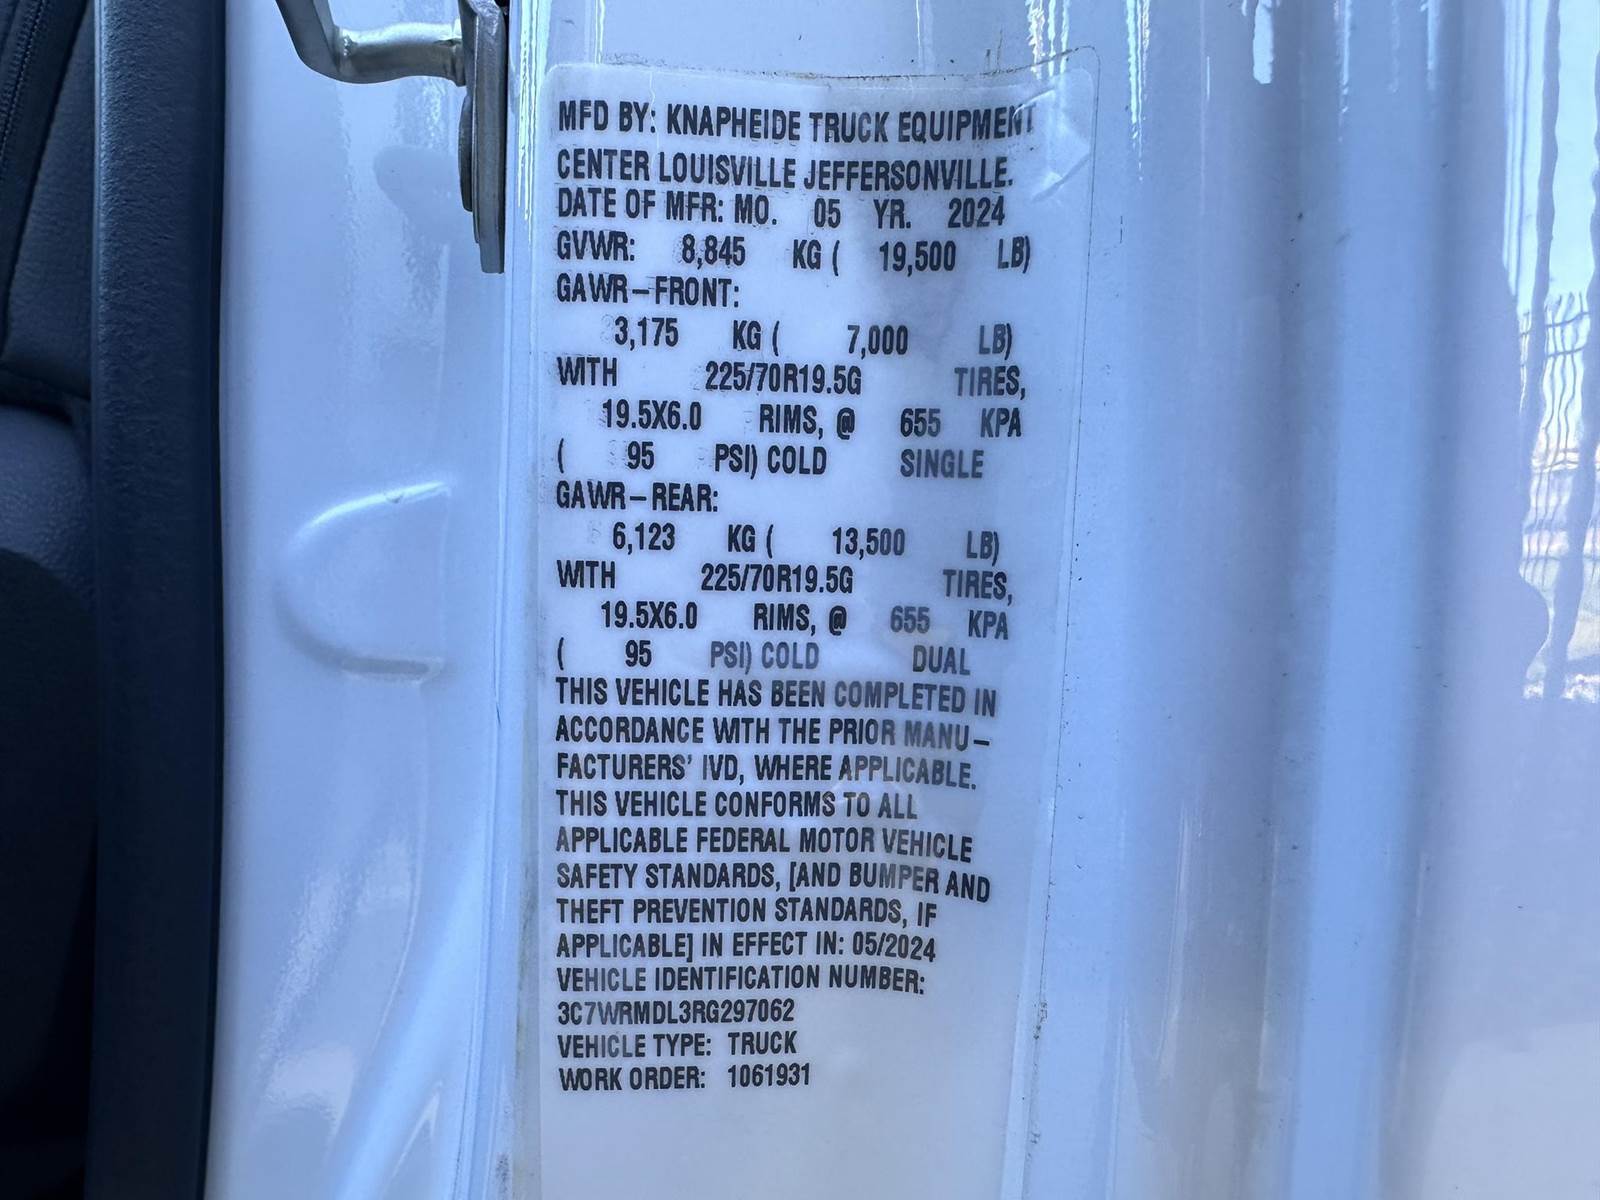 MFD BY: KNAPHEIDE TRUCK EQUIPMENT
CENTER LOUISVILLE JEFFERSONVILLE.
DATE OF MFR: MO. 05 YR. 2024
GVWR: 8,845 KG ( 19,500 LB)
GAWR-FRONT:
3,175 KG ( 7,000 LB)
WITH 225/70R19.5G TIRES,
19.5X6.0 RIMS, @ 655 KPA
( 95 PSI) COLD SINGLE
GAWR-REAR:
6,123 KG ( 13,500 LB)
WITH 225/70R19.5G TIRES,
19.5X6.0 RIMS, @ 655 KPA
( 95 PSI) COLD DUAL
THIS VEHICLE HAS BEEN COMPLETED IN
ACCORDANCE WITH THE PRIOR MANU-
FACTURERS' IVD, WHERE APPLICABLE.
THIS VEHICLE CONFORMS TO ALL
APPLICABLE FEDERAL MOTOR VEHICLE
SAFETY STANDARDS, [AND BUMPER AND
THEFT PREVENTION STANDARDS, IF
APPLICABLE] IN EFFECT IN: 05/2024
VEHICLE IDENTIFICATION NUMBER:
3C7WRMDL3RG297062
VEHICLE TYPE: TRUCK
WORK ORDER: 1061931